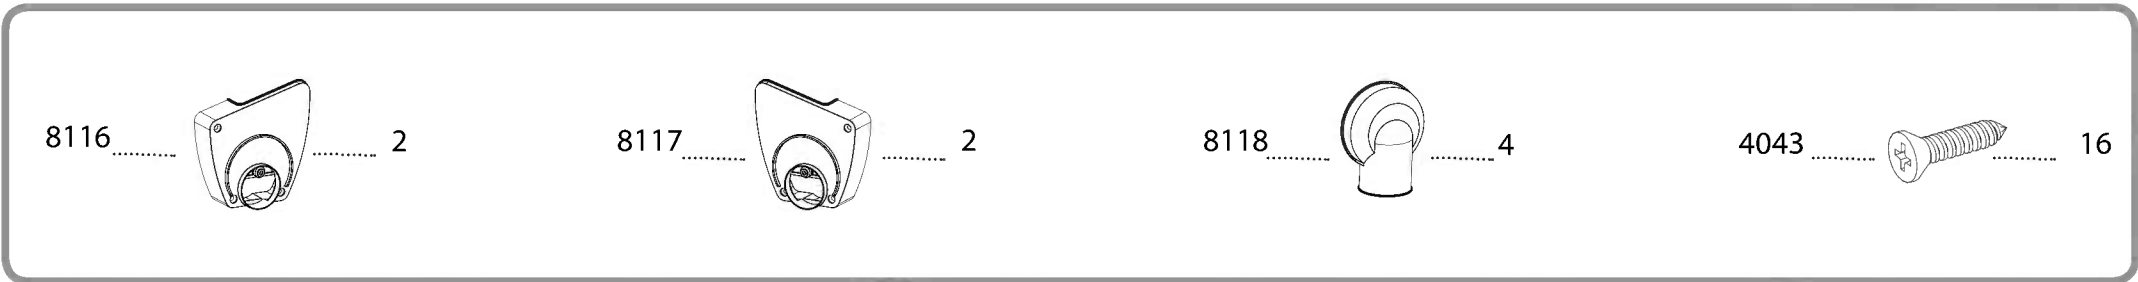 8116 .............. 2
8117 .............. 2
8118 .............. 4
4043 .............. 16